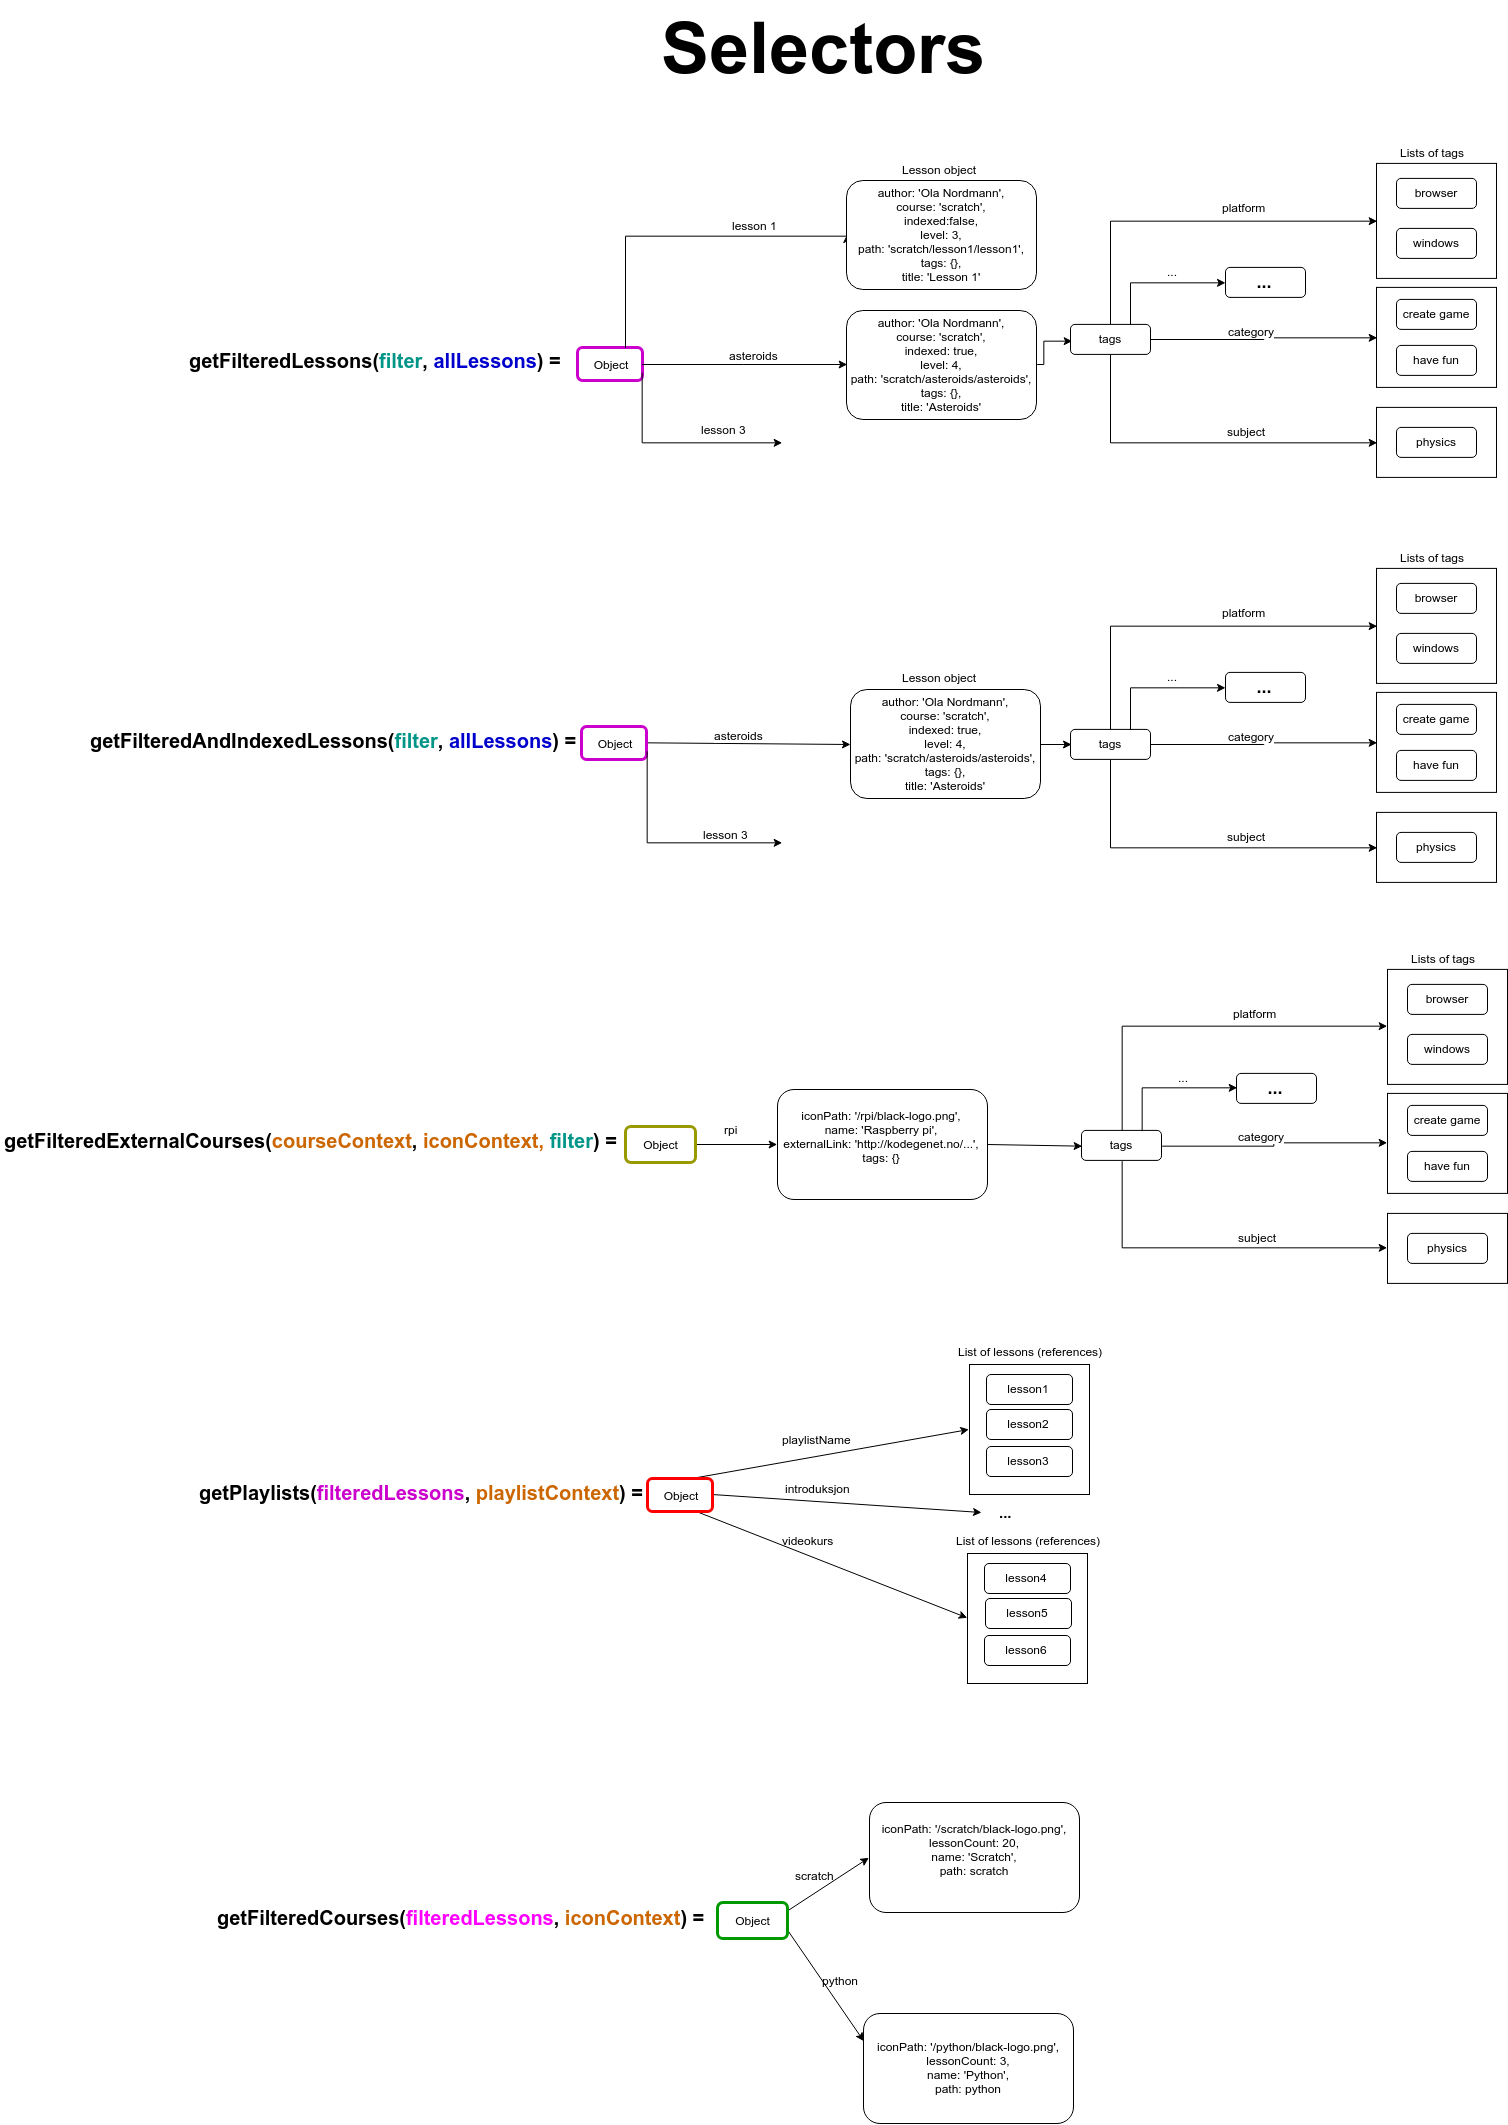 Selectors
Lists of tags
Lesson object
author: 'Ola Nordmann',
course: 'scratch',
indexed:false,
level: 3,
path: 'scratch/lesson1/lesson1',
tags: {},
title: 'Lesson 1'
lesson 1
platform
browser
windows
...
...
author: 'Ola Nordmann',
course: 'scratch',
indexed: true,
level: 4,
path: 'scratch/asteroids/asteroids',
tags: {},
title: 'Asteroids'
tags
category
create game
have fun
getFilteredLessons(filter, allLessons) =
Object
asteroids
lesson 3
subject
physics
Lists of tags
browser
platform
windows
Lesson object
...
...
author: 'Ola Nordmann',
course: 'scratch',
indexed: true,
level: 4,
path: 'scratch/asteroids/asteroids',
tags: {},
title: 'Asteroids'
getFilteredAndIndexedLessons(filter, allLessons) =
Object
asteroids
tags
category
create game
have fun
lesson 3
subject
physics
Lists of tags
browser
platform
windows
...
...
iconPath: '/rpi/black-logo.png',
name: 'Raspberry pi',
externalLink: 'http://kodegenet.no/...',
tags: {}
getFilteredExternalCourses(courseContext, iconContext, filter) =
Object
rpi
tags
category
create game
have fun
subject
physics
List of lessons (references)
lesson1
lesson2
lesson3
playlistName
getPlaylists(filteredLessons, playlistContext) =
Object
introduksjon
...
videokurs
List of lessons (references)
lesson4
lesson5
lesson6
iconPath: '/scratch/black-logo.png',
lessonCount: 20,
name: 'Scratch',
path: scratch
scratch
getFilteredCourses(filteredLessons, iconContext) =
Object
python
iconPath: '/python/black-logo.png',
lessonCount: 3,
name: 'Python',
path: python